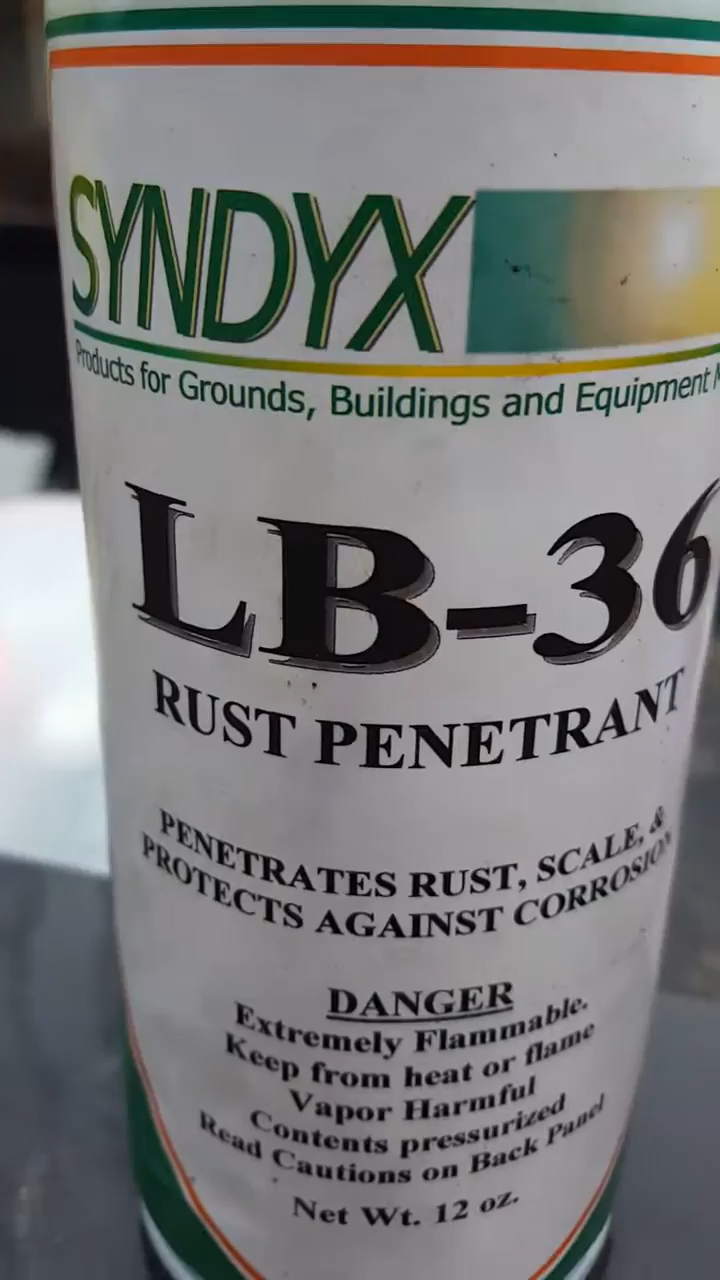 SYNDYX
Products for Grounds, Buildings and Equipment
LB-36
RUST PENETRANT
PENETRATES RUST, SCALE, &
PROTECTS AGAINST CORROSION
DANGER
Extremely Flammable.
Keep from heat or flame
Vapor Harmful
Contents pressurized
Read Cautions on Back Panel
Net Wt. 12 oz.